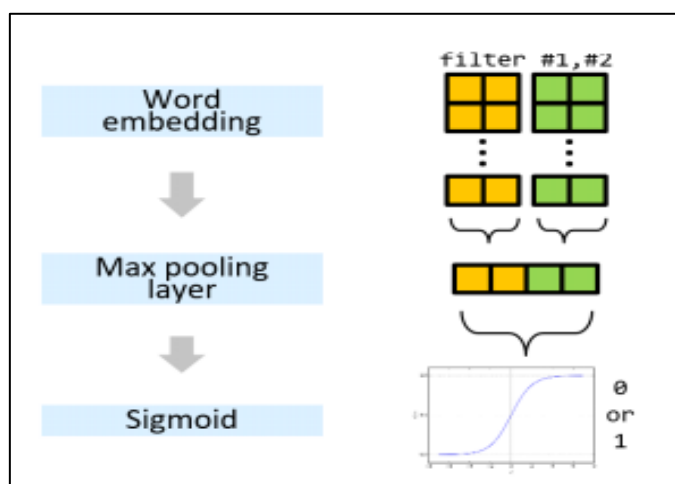 filter #1,#2
Word
embedding
Max pooling
layer
Sigmoid
0
or
1